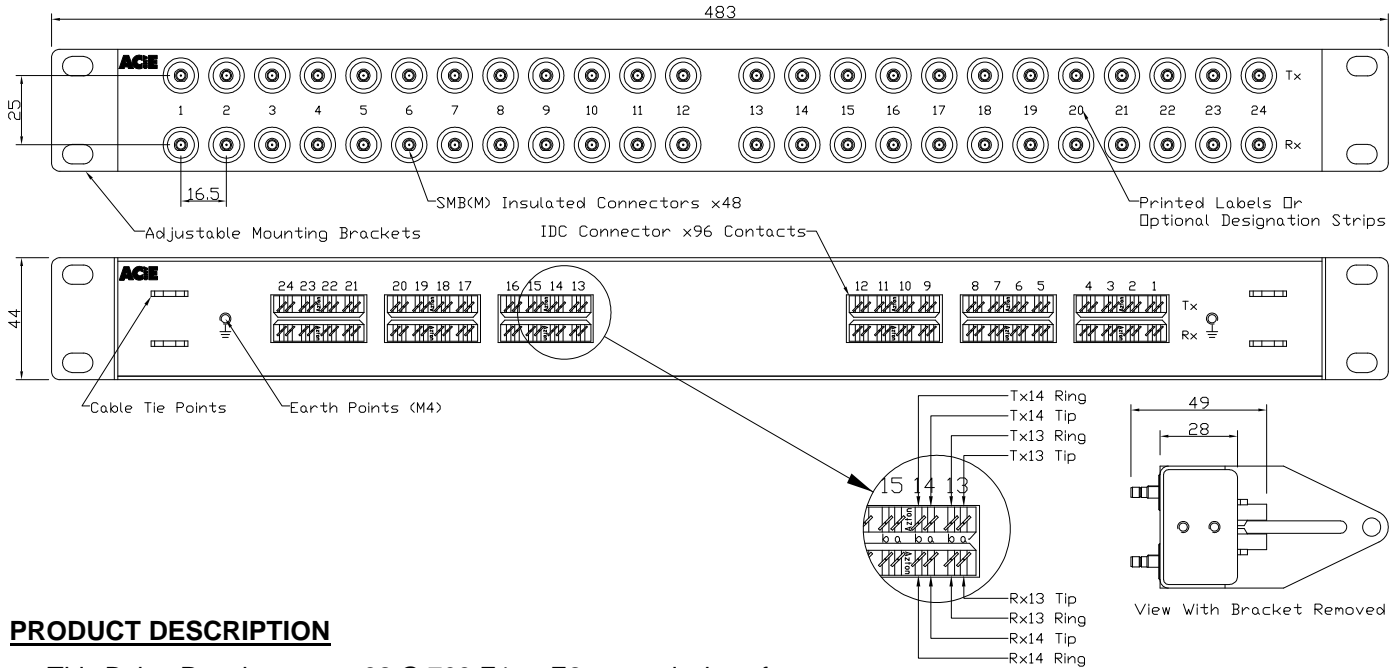 483
ACE
Tx
25
1 2 3 4 5 6 7 8 9 10 11 12 13 14 15 16 17 18 19 20 21 22 23 24
Rx
16.5
SMB(M) Insulated Connectors x48
Printed Labels Or
Optional Designation Strips
Adjustable Mounting Brackets
IDC Connector x96 Contacts
ACE
44
24 23 22 21 20 19 18 17 16 15 14 13 12 11 10 9 8 7 6 5 4 3 2 1
Tx
Rx
Cable Tie Points
Earth Points (M4)
Tx14 Ring
Tx14 Tip
Tx13 Ring
Tx13 Tip
49
28
15 14 13
Azton
b a b a b a
Azton
Rx13 Tip
Rx13 Ring
Rx14 Tip
Rx14 Ring
View With Bracket Removed
PRODUCT DESCRIPTION